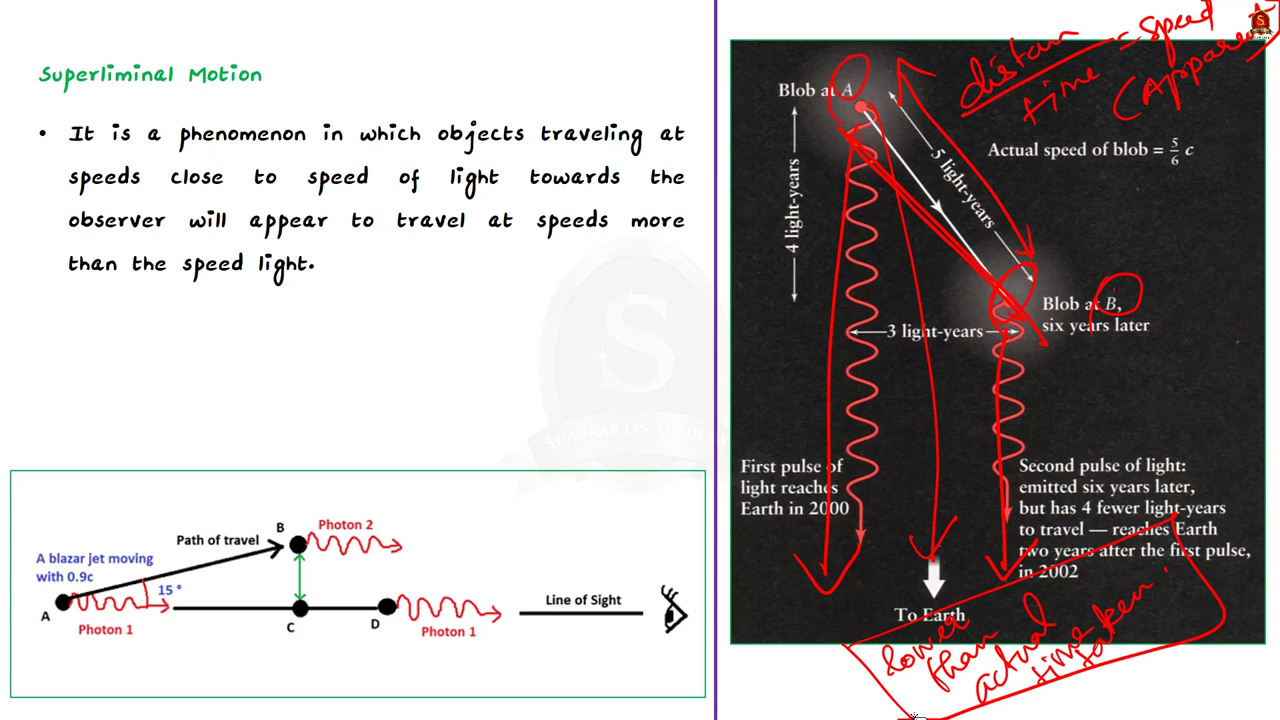 Superliminal Motion
• It is a phenomenon in which objects traveling at
speeds close to speed of light towards the
observer will appear to travel at speeds more
than the speed light.
SHANKAR IAS ACADEMY
A blazar jet moving
with 0.9c
Path of travel
B
Photon 2
15 °
A
Photon 1
C
D
Photon 1
Line of Sight
distan = speed
time (Apparent)
Blob at A
4 light-years
5 light-years
Actual speed of blob = 5/6 c
Blob at B,
six years later
3 light-years
First pulse of
light reaches
Earth in 2000
Second pulse of light:
emitted six years later,
but has 4 fewer light-years
to travel — reaches Earth
two years after the first pulse,
in 2002
To Earth
lower
than
actual
time
taken.